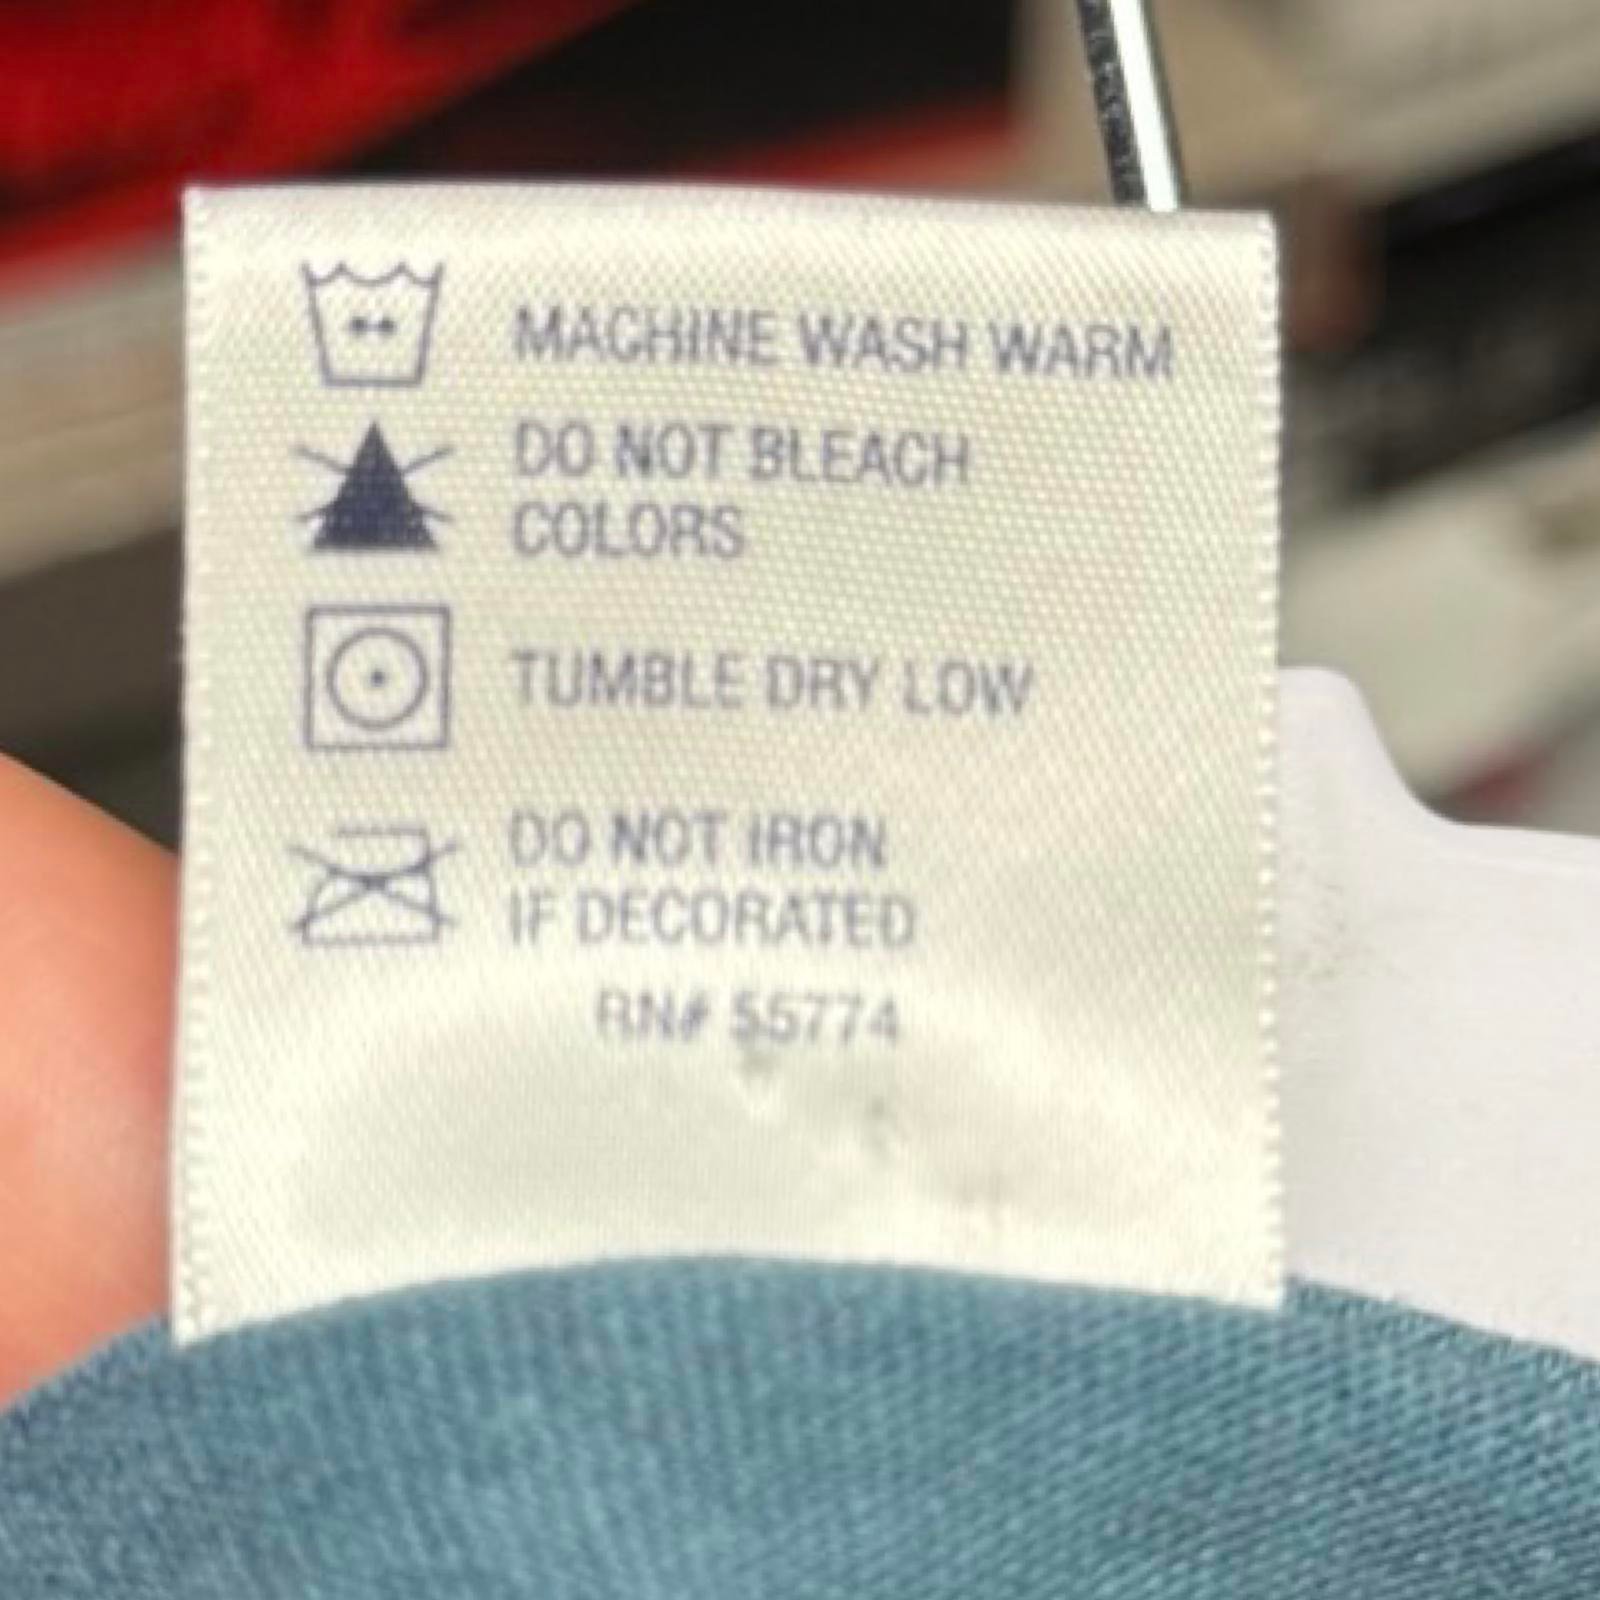 MACHINE WASH WARM
DO NOT BLEACH
COLORS
TUMBLE DRY LOW
DO NOT IRON
IF DECORATED
RN# 55774